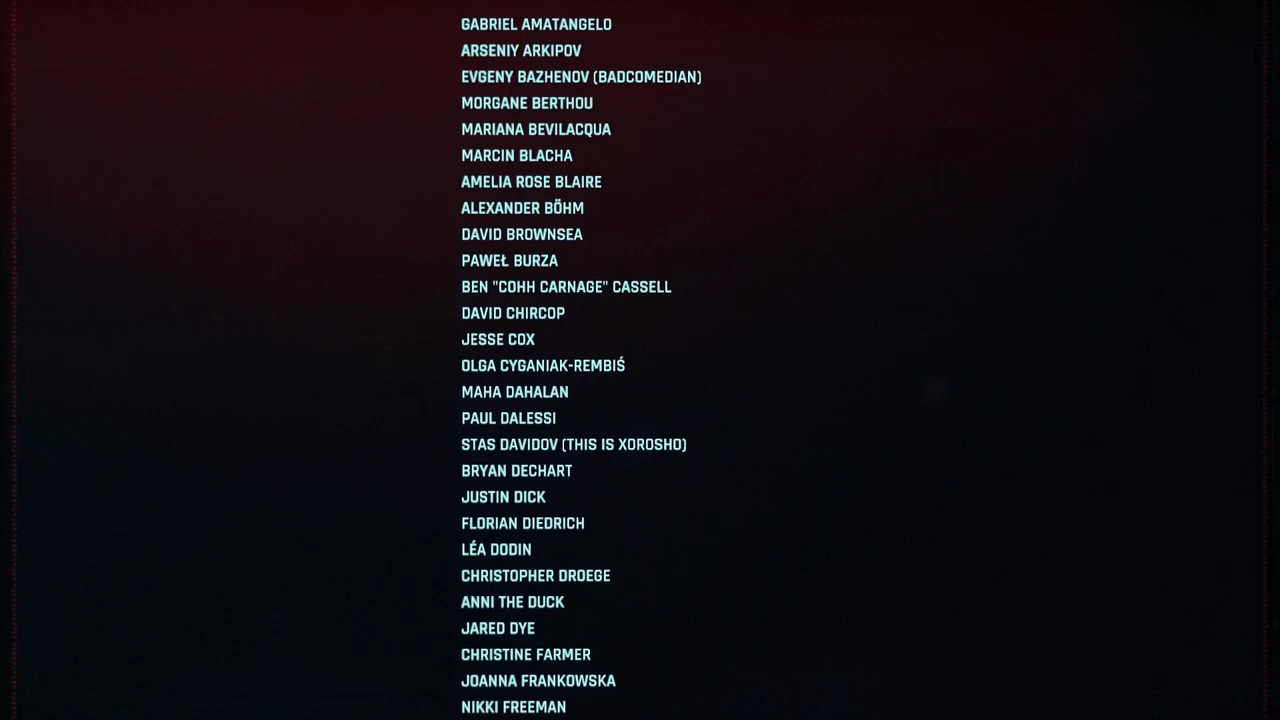 GABRIEL AMATANGELO
ARSENIY ARKIPOV
EVGENY BAZHENOV (BADCOMEDIAN)
MORGANE BERTHOU
MARIANA BEVILACQUA
MARCIN BLACHA
AMELIA ROSE BLAIRE
ALEXANDER BÖHM
DAVID BROWNSEA
PAWEŁ BURZA
BEN "COHH CARNAGE" CASSELL
DAVID CHIRCOP
JESSE COX
OLGA CYGANIAK-REMBIŚ
MAHA DAHALAN
PAUL DALESSI
STAS DAVIDOV (THIS IS XOROSHO)
BRYAN DECHART
JUSTIN DICK
FLORIAN DIEDRICH
LÉA DODIN
CHRISTOPHER DROEGE
ANNI THE DUCK
JARED DYE
CHRISTINE FARMER
JOANNA FRANKOWSKA
NIKKI FREEMAN